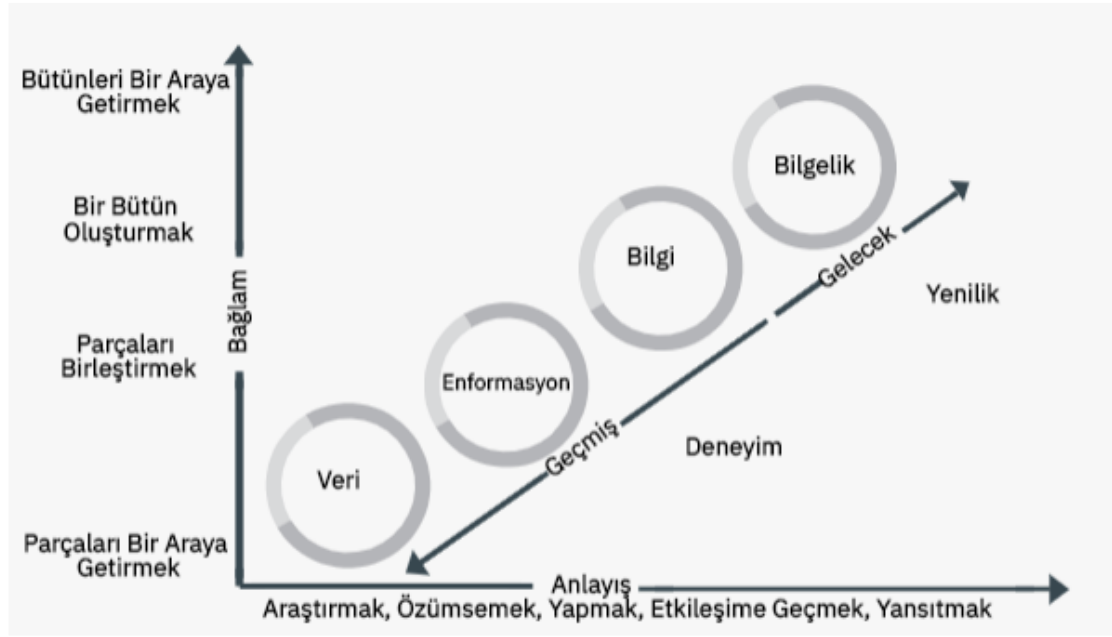 Bütünleri Bir Araya
Getirmek
Bir Bütün
Oluşturmak
Bağlam
Parçaları
Birleştirmek
Parçaları Bir Araya
Getirmek
Veri
Enformasyon
Bilgi
Bilgelik
Geçmiş
Gelecek
Deneyim
Yenilik
Anlayış
Araştırmak, Özümsemek, Yapmak, Etkileşime Geçmek, Yansıtmak